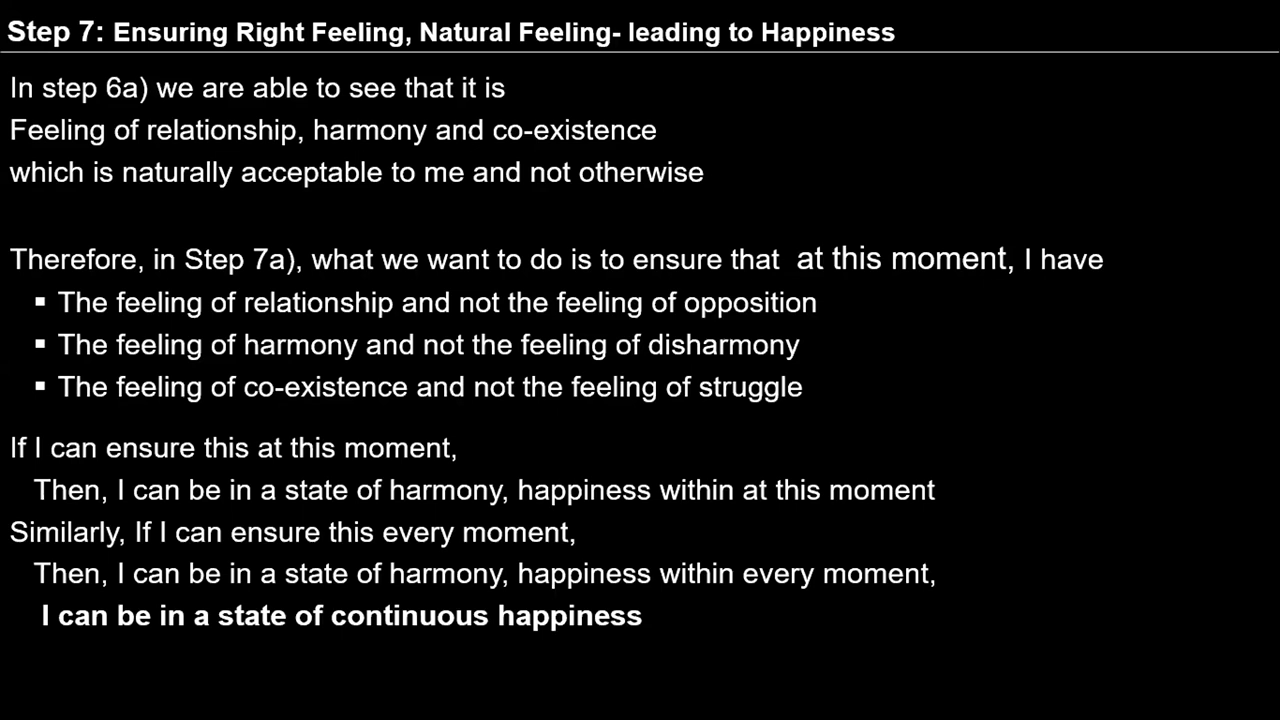 Step 7: Ensuring Right Feeling, Natural Feeling- leading to Happiness
In step 6a) we are able to see that it is
Feeling of relationship, harmony and co-existence
which is naturally acceptable to me and not otherwise
Therefore, in Step 7a), what we want to do is to ensure that at this moment, I have
▪ The feeling of relationship and not the feeling of opposition
▪ The feeling of harmony and not the feeling of disharmony
▪ The feeling of co-existence and not the feeling of struggle
If I can ensure this at this moment,
Then, I can be in a state of harmony, happiness within at this moment
Similarly, If I can ensure this every moment,
Then, I can be in a state of harmony, happiness within every moment,
I can be in a state of continuous happiness